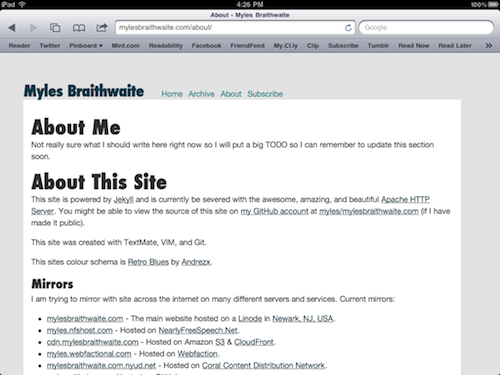 iPad 4:26 PM 100%
About - Myles Braithwaite
mylesbraithwaite.com/about/ Google
Reader Twitter Pinboard ▾ Mint.com Readability Facebook FriendFeed My.Cl.ly Clip Subscribe Tumblr Read Now Read Later »
Myles Braithwaite Home Archive About Subscribe
About Me
Not really sure what I should write here right now so I will put a big TODO so I can remember to update this section
soon.
About This Site
This site is powered by Jekyll and is currently be severed with the awesome, amazing, and beautiful Apache HTTP
Server. You might be able to view the source of this site on my GitHub account at myles/mylesbraithwaite.com (if I have
made it public).
This site was created with TextMate, VIM, and Git.
This sites colour schema is Retro Blues by Andrezx.
Mirrors
I am trying to mirror with site across the internet on many different servers and services. Current mirrors:
• mylesbraithwaite.com - The main website hosted on a Linode in Newark, NJ, USA.
• myles.nfshost.com - Hosted on NearlyFreeSpeech.Net.
• cdn.mylesbraithwaite.com - Hosted on Amazon S3 & CloudFront.
• myles.webfactional.com - Hosted on Webfaction.
• mylesbraithwaite.com.nyud.net - Hosted on Coral Content Distribution Network.